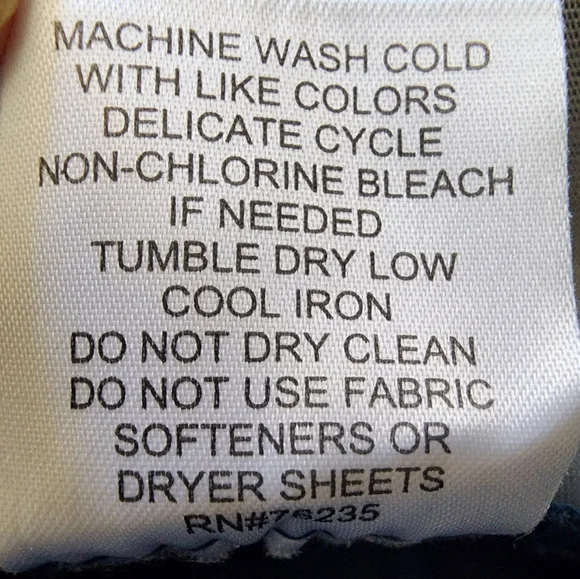 MACHINE WASH COLD
WITH LIKE COLORS
DELICATE CYCLE
NON-CHLORINE BLEACH
IF NEEDED
TUMBLE DRY LOW
COOL IRON
DO NOT DRY CLEAN
DO NOT USE FABRIC
SOFTENERS OR
DRYER SHEETS
RN#76235